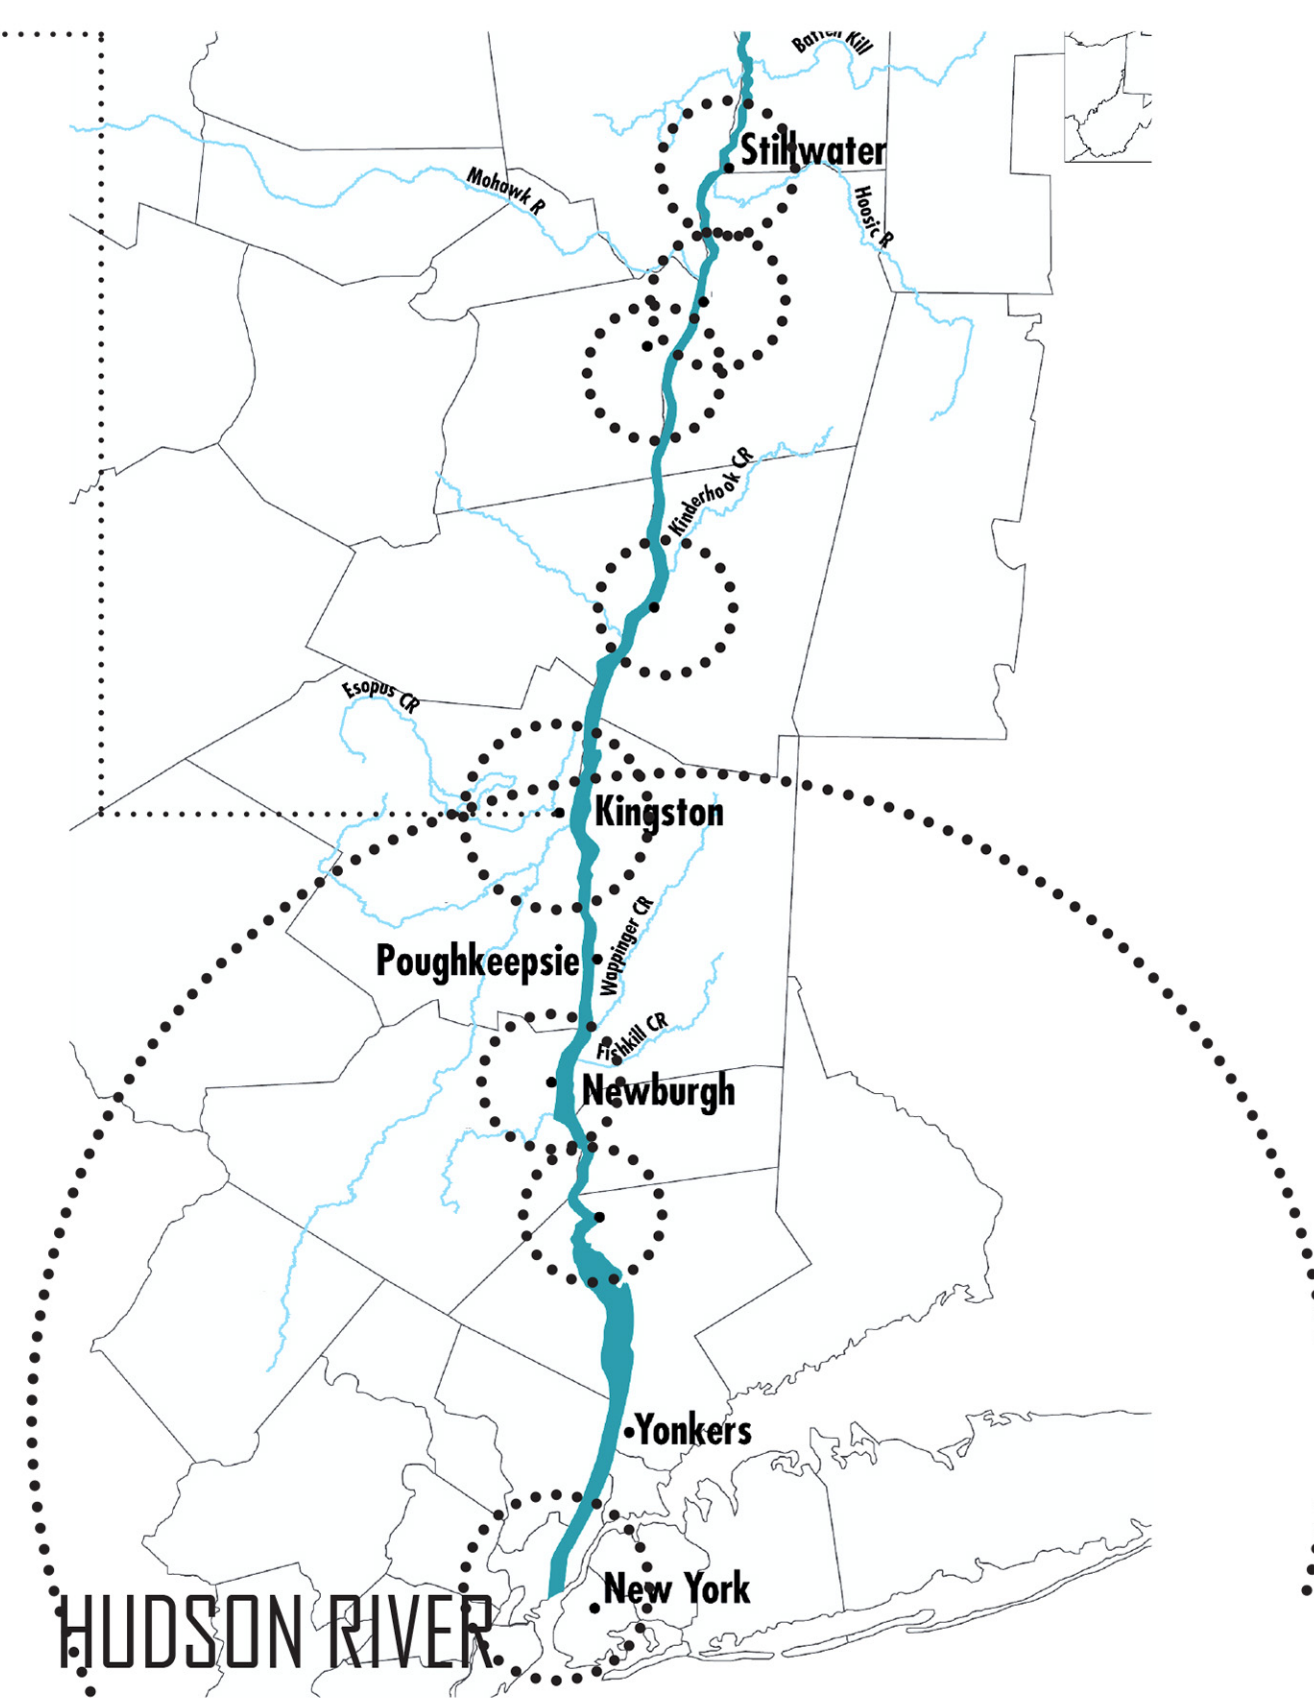 Batten Kill
Stillwater
Mohawk R
Hoosic R
Kinderhook CR
Esopus CR
Kingston
Wappinger CR
Poughkeepsie
Fishkill CR
Newburgh
Yonkers
New York
HUDSON RIVER